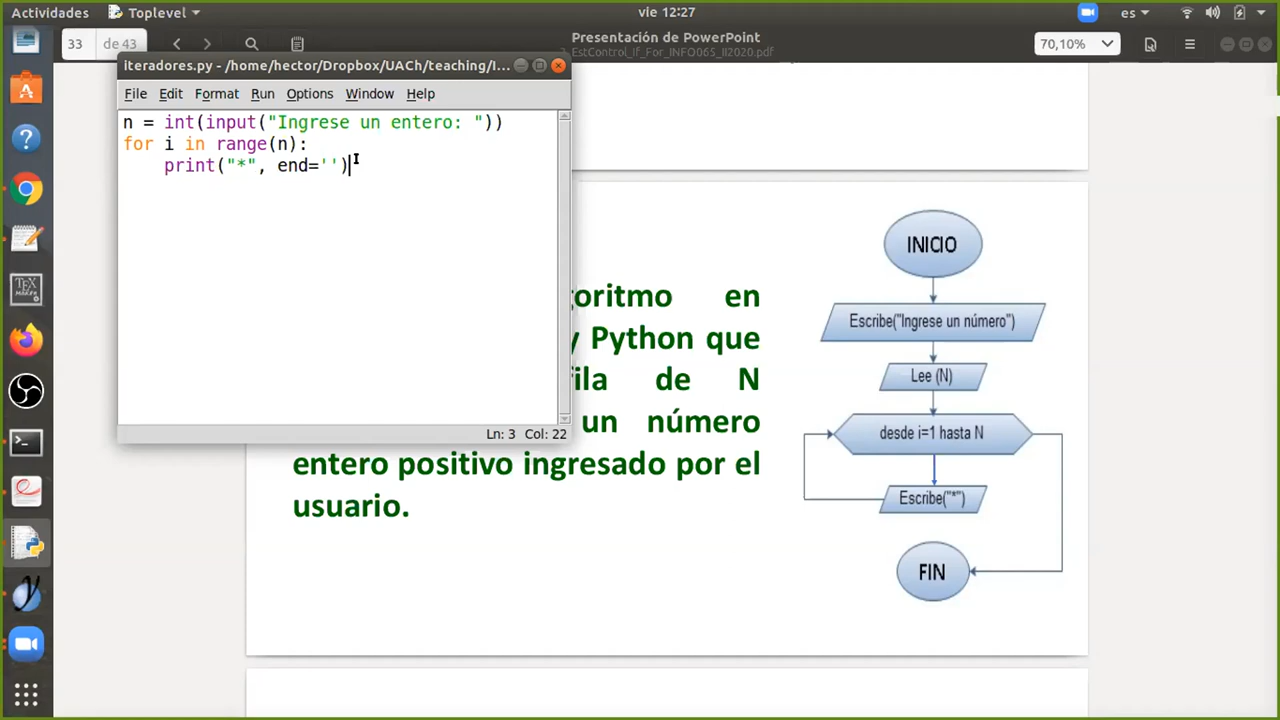 Actividades
Toplevel
vie 12:27
es
33
de 43
Presentación de PowerPoint
EstControl_If_For_INFO06S_II2020.pdf
70,10%
iteradores.py - /home/hector/Dropbox/UACh/teaching/I...
File Edit Format Run Options Window Help
n = int(input("Ingrese un entero: "))
for i in range(n):
    print("*", end='')
Ln: 3 Col: 22
goritmo en
y Python que
fila de N
un número
entero positivo ingresado por el
usuario.
INICIO
Escribe("Ingrese un número")
Lee (N)
desde i=1 hasta N
Escribe("*")
FIN